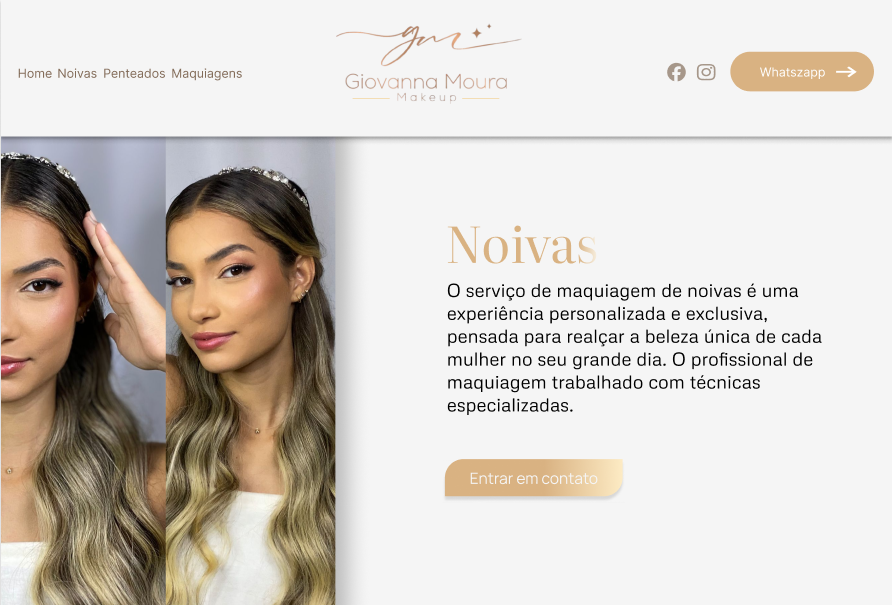 Home Noivas Penteados Maquiagens
gm
Giovanna Moura
Makeup
Whatszapp
Noivas
O serviço de maquiagem de noivas é uma
experiência personalizada e exclusiva,
pensada para realçar a beleza única de cada
mulher no seu grande dia. O profissional de
maquiagem trabalhado com técnicas
especializadas.
Entrar em contato